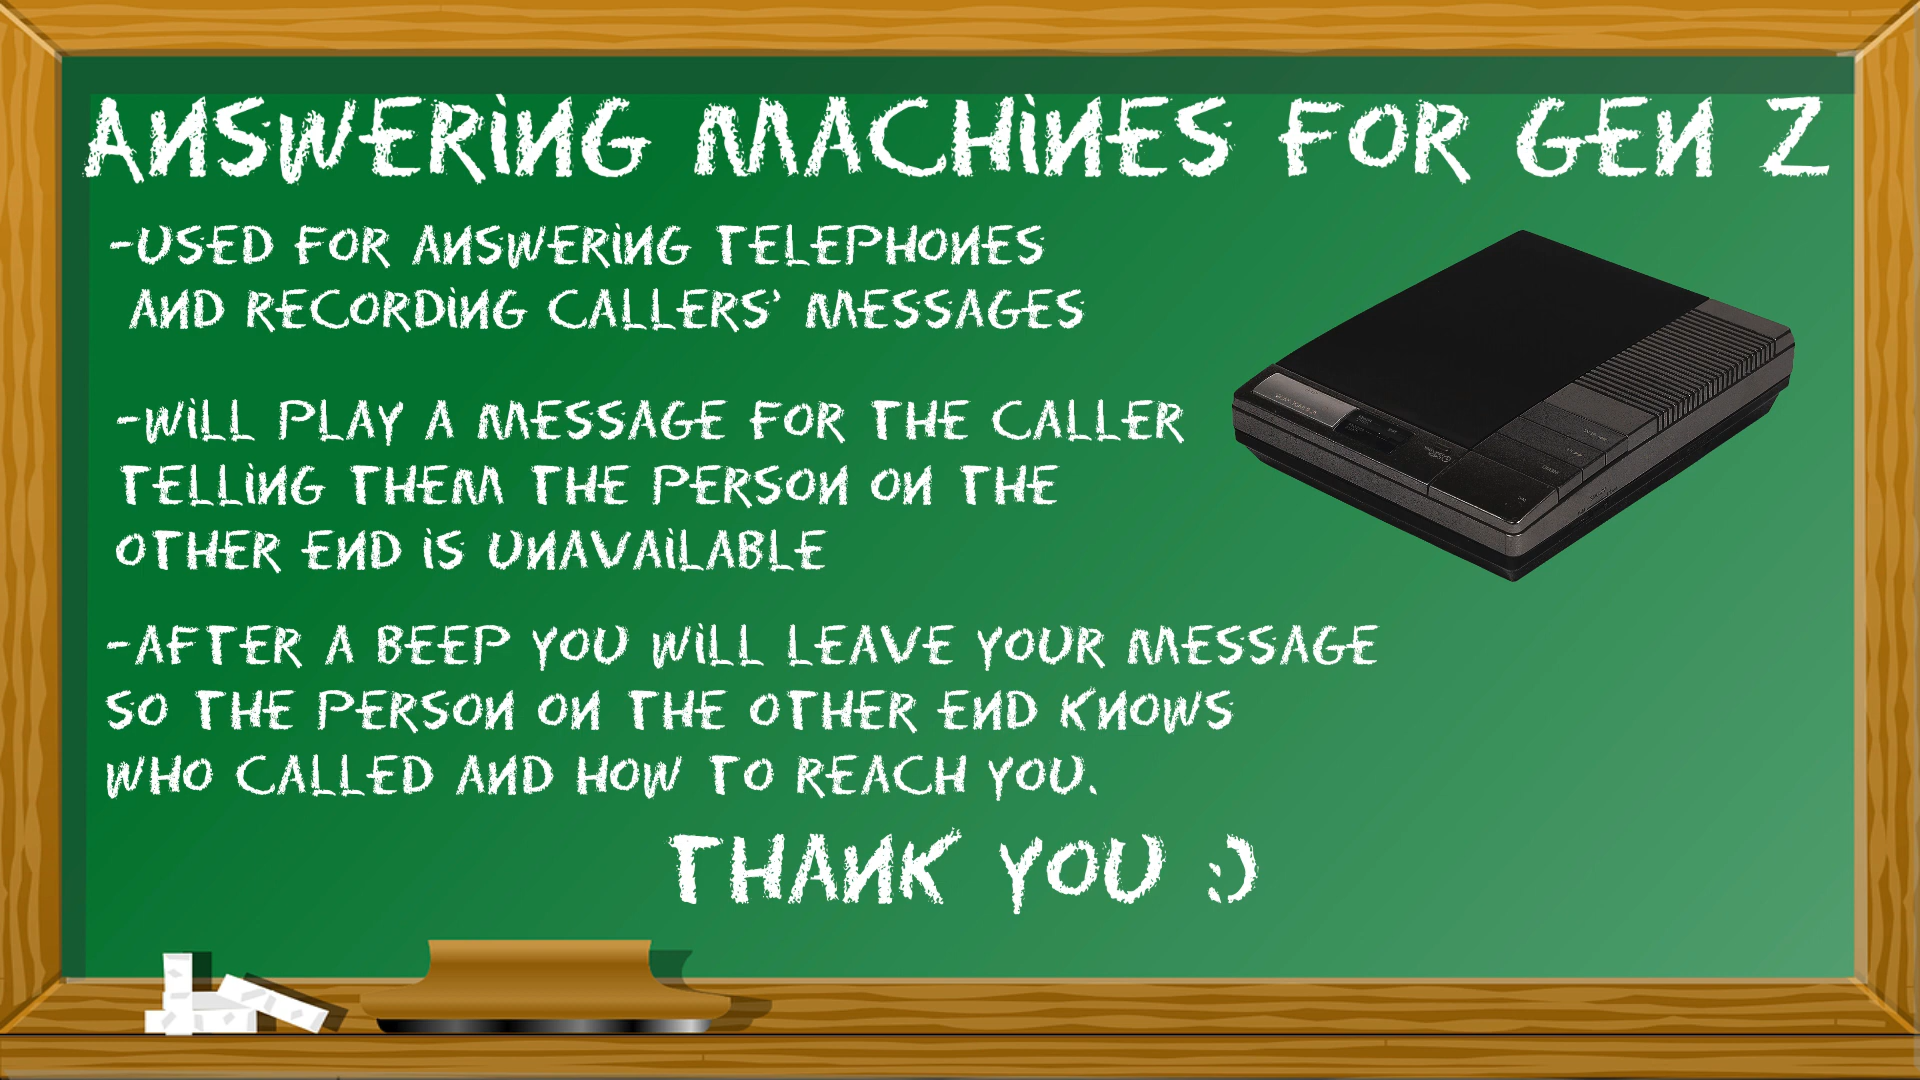 ANSWERING MACHINES FOR GEN Z
-USED FOR ANSWERING TELEPHONES
AND RECORDING CALLERS' MESSAGES
-WILL PLAY A MESSAGE FOR THE CALLER
TELLING THEM THE PERSON ON THE
OTHER END IS UNAVAILABLE
-AFTER A BEEP YOU WILL LEAVE YOUR MESSAGE
SO THE PERSON ON THE OTHER END KNOWS
WHO CALLED AND HOW TO REACH YOU.
THANK YOU :)